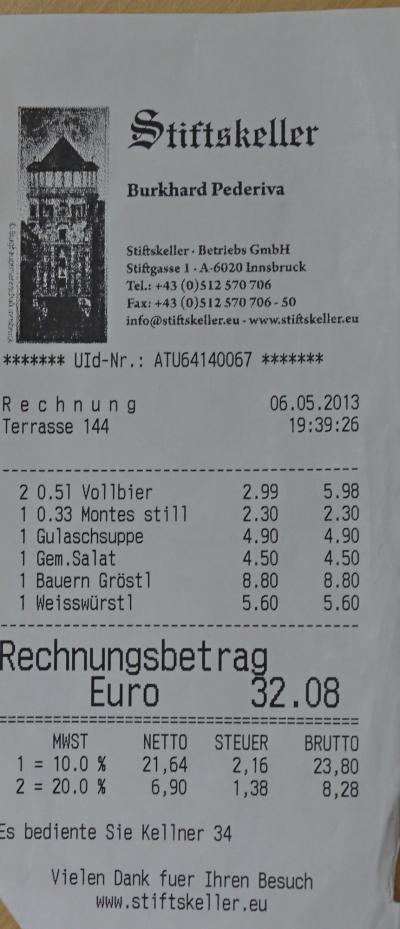 Stiftskeller
Burkhard Pederiva
Stiftskeller · Betriebs GmbH
Stiftgasse 1 · A-6020 Innsbruck
Tel.: +43 (0)512 570 706
Fax: +43 (0)512 570 706 - 50
info@stiftskeller.eu · www.stiftskeller.eu
******* UId-Nr.: ATU64140067 *******
Rechnung 06.05.2013
Terrasse 144 19:39:26
2 0.5l Vollbier 2.99 5.98
1 0.33 Montes still 2.30 2.30
1 Gulaschsuppe 4.90 4.90
1 Gem.Salat 4.50 4.50
1 Bauern Gröstl 8.80 8.80
1 Weisswürstl 5.60 5.60
Rechnungsbetrag
Euro 32.08
MWST NETTO STEUER BRUTTO
1 = 10.0 % 21,64 2,16 23,80
2 = 20.0 % 6,90 1,38 8,28
Es bediente Sie Kellner 34
Vielen Dank fuer Ihren Besuch
www.stiftskeller.eu